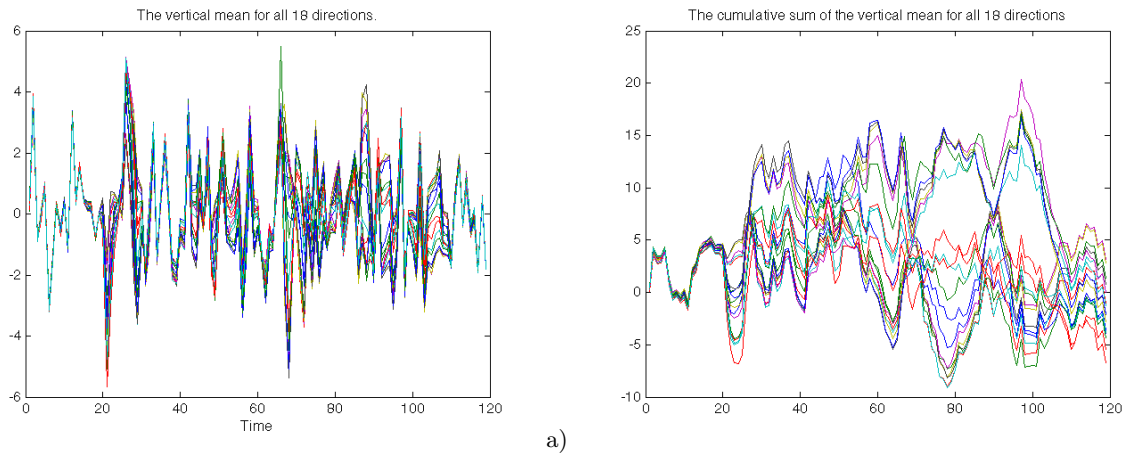 The vertical mean for all 18 directions.
6
4
2
0
-2
-4
-6
0 20 40 60 80 100 120
Time
The cumulative sum of the vertical mean for all 18 directions
25
20
15
10
5
0
-5
-10
0 20 40 60 80 100 120
a)